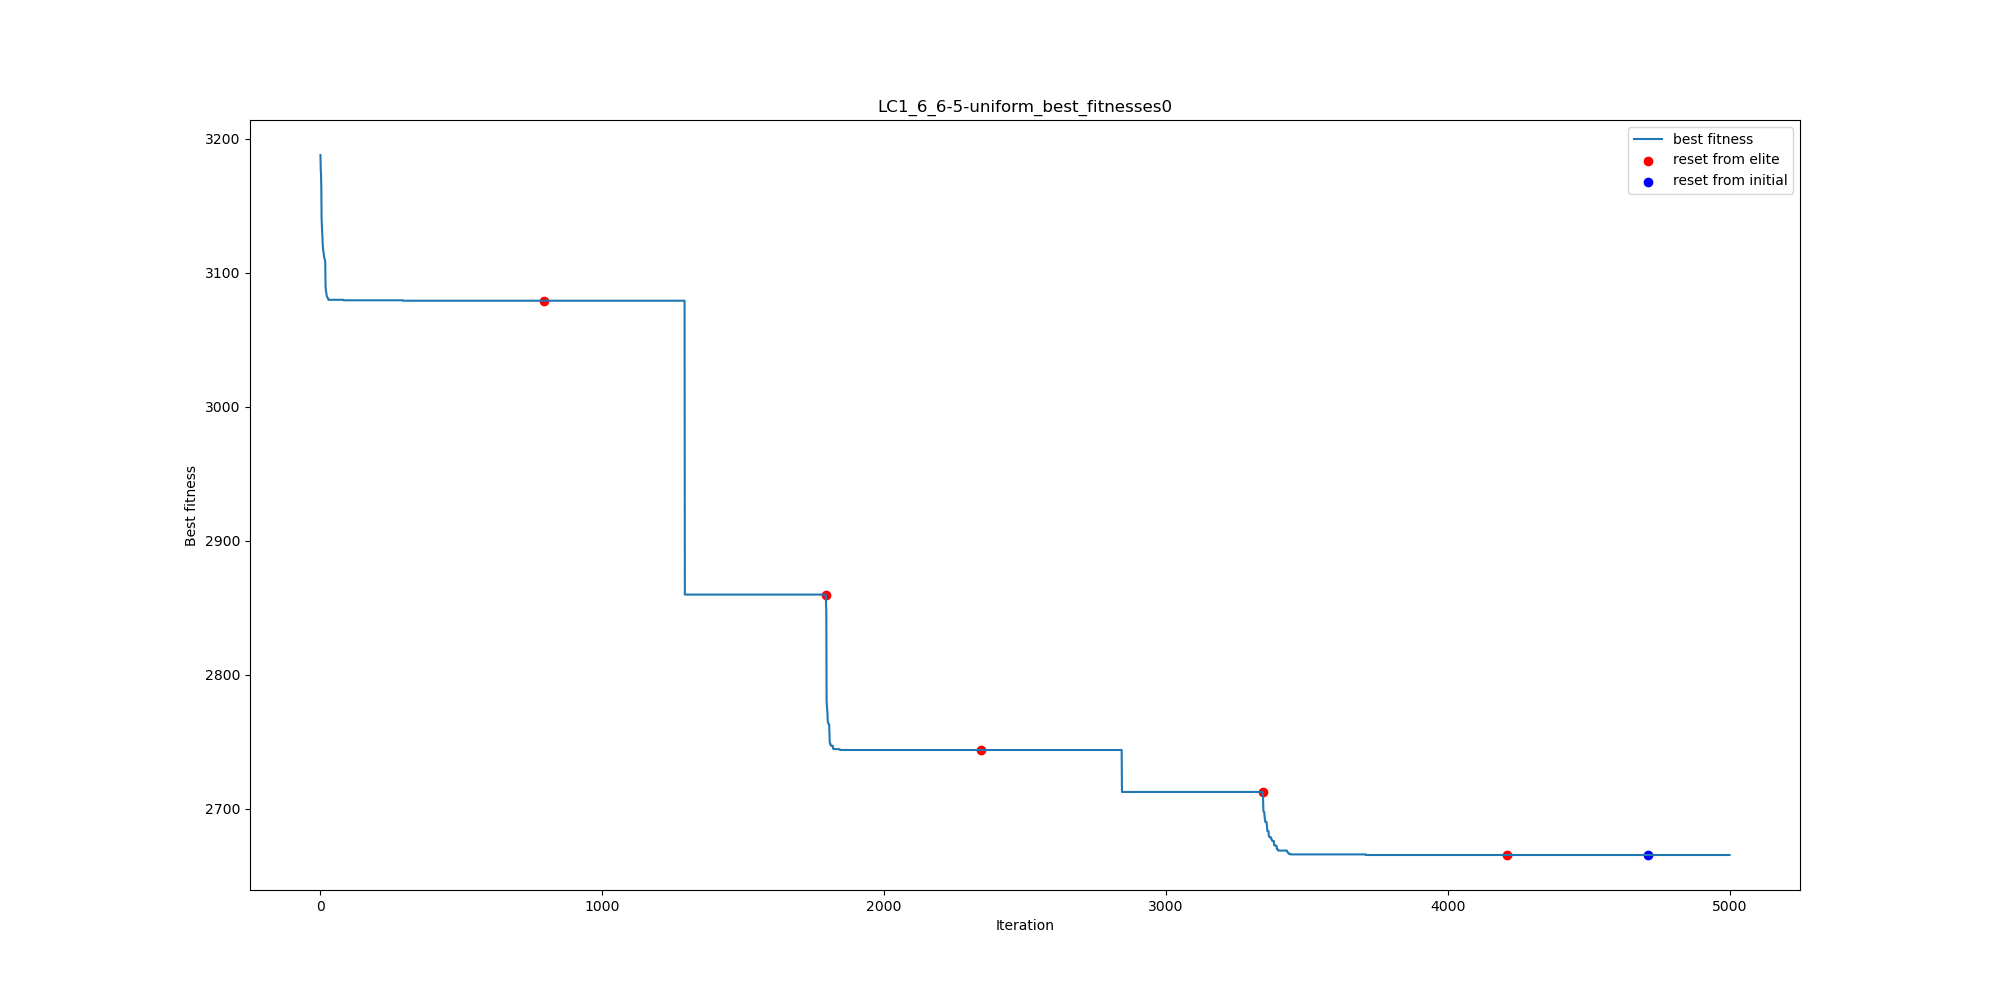 LC1_6_6-5-uniform_best_fitnesses0
best fitness
reset from elite
reset from initial
3200
3100
3000
2900
2800
2700
Best fitness
0
1000
2000
3000
4000
5000
Iteration